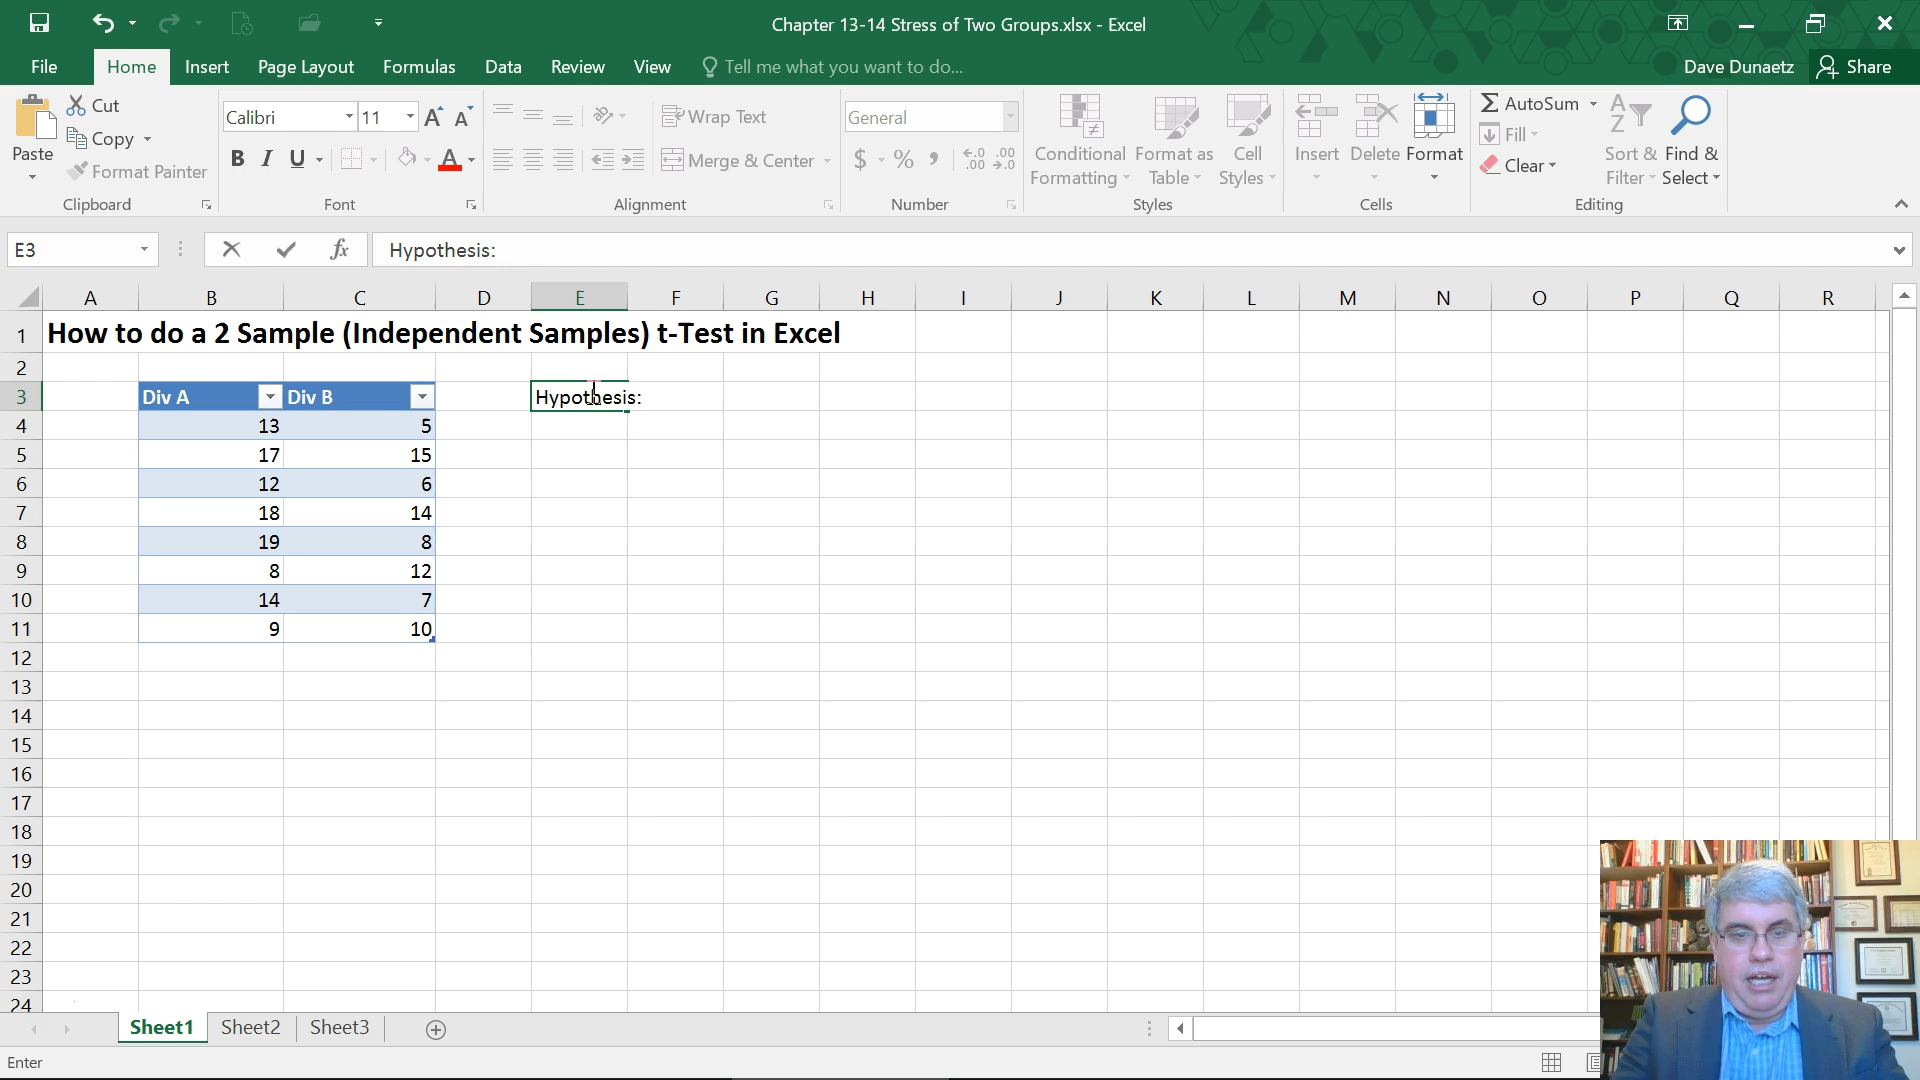 Chapter 13-14 Stress of Two Groups.xlsx - Excel
File Home Insert Page Layout Formulas Data Review View Tell me what you want to do... Dave Dunaetz Share
Paste
Cut
Copy
Format Painter
Clipboard
Calibri 11
B I U A
Font
Wrap Text
Merge & Center
Alignment
General
$ % ,
Number
Conditional Formatting
Format as Table
Cell Styles
Styles
Insert Delete Format
Cells
AutoSum
Fill
Clear
Sort & Filter
Find & Select
Editing
E3 fx Hypothesis:
A B C D E F G H I J K L M N O P Q R
1 How to do a 2 Sample (Independent Samples) t-Test in Excel
2
3 Div A Div B Hypothesis:
4 13 5
5 17 15
6 12 6
7 18 14
8 19 8
9 8 12
10 14 7
11 9 10
12
13
14
15
16
17
18
19
20
21
22
23
24
Sheet1 Sheet2 Sheet3
Enter